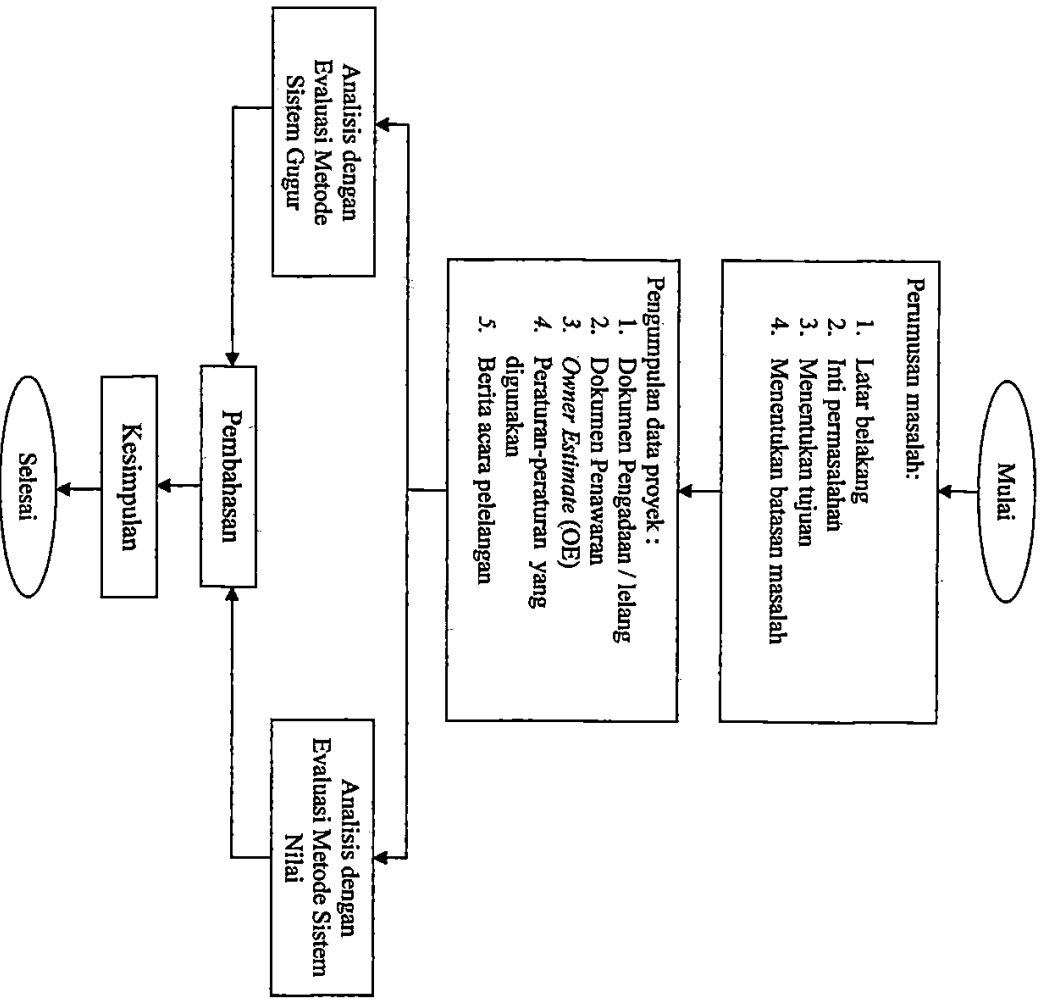 Mulai
Perumusan masalah:
1. Latar belakang
2. Inti permasalahan
3. Menentukan tujuan
4. Menentukan batasan masalah
Pengumpulan data proyek :
1. Dokumen Pengadaan / lelang
2. Dokumen Penawaran
3. Owner Estimate (OE)
4. Peraturan-peraturan yang
digunakan
5. Berita acara pelelangan
Analisis dengan
Evaluasi Metode
Sistem Gugur
Analisis dengan
Evaluasi Metode Sistem
Nilai
Pembahasan
Kesimpulan
Selesai